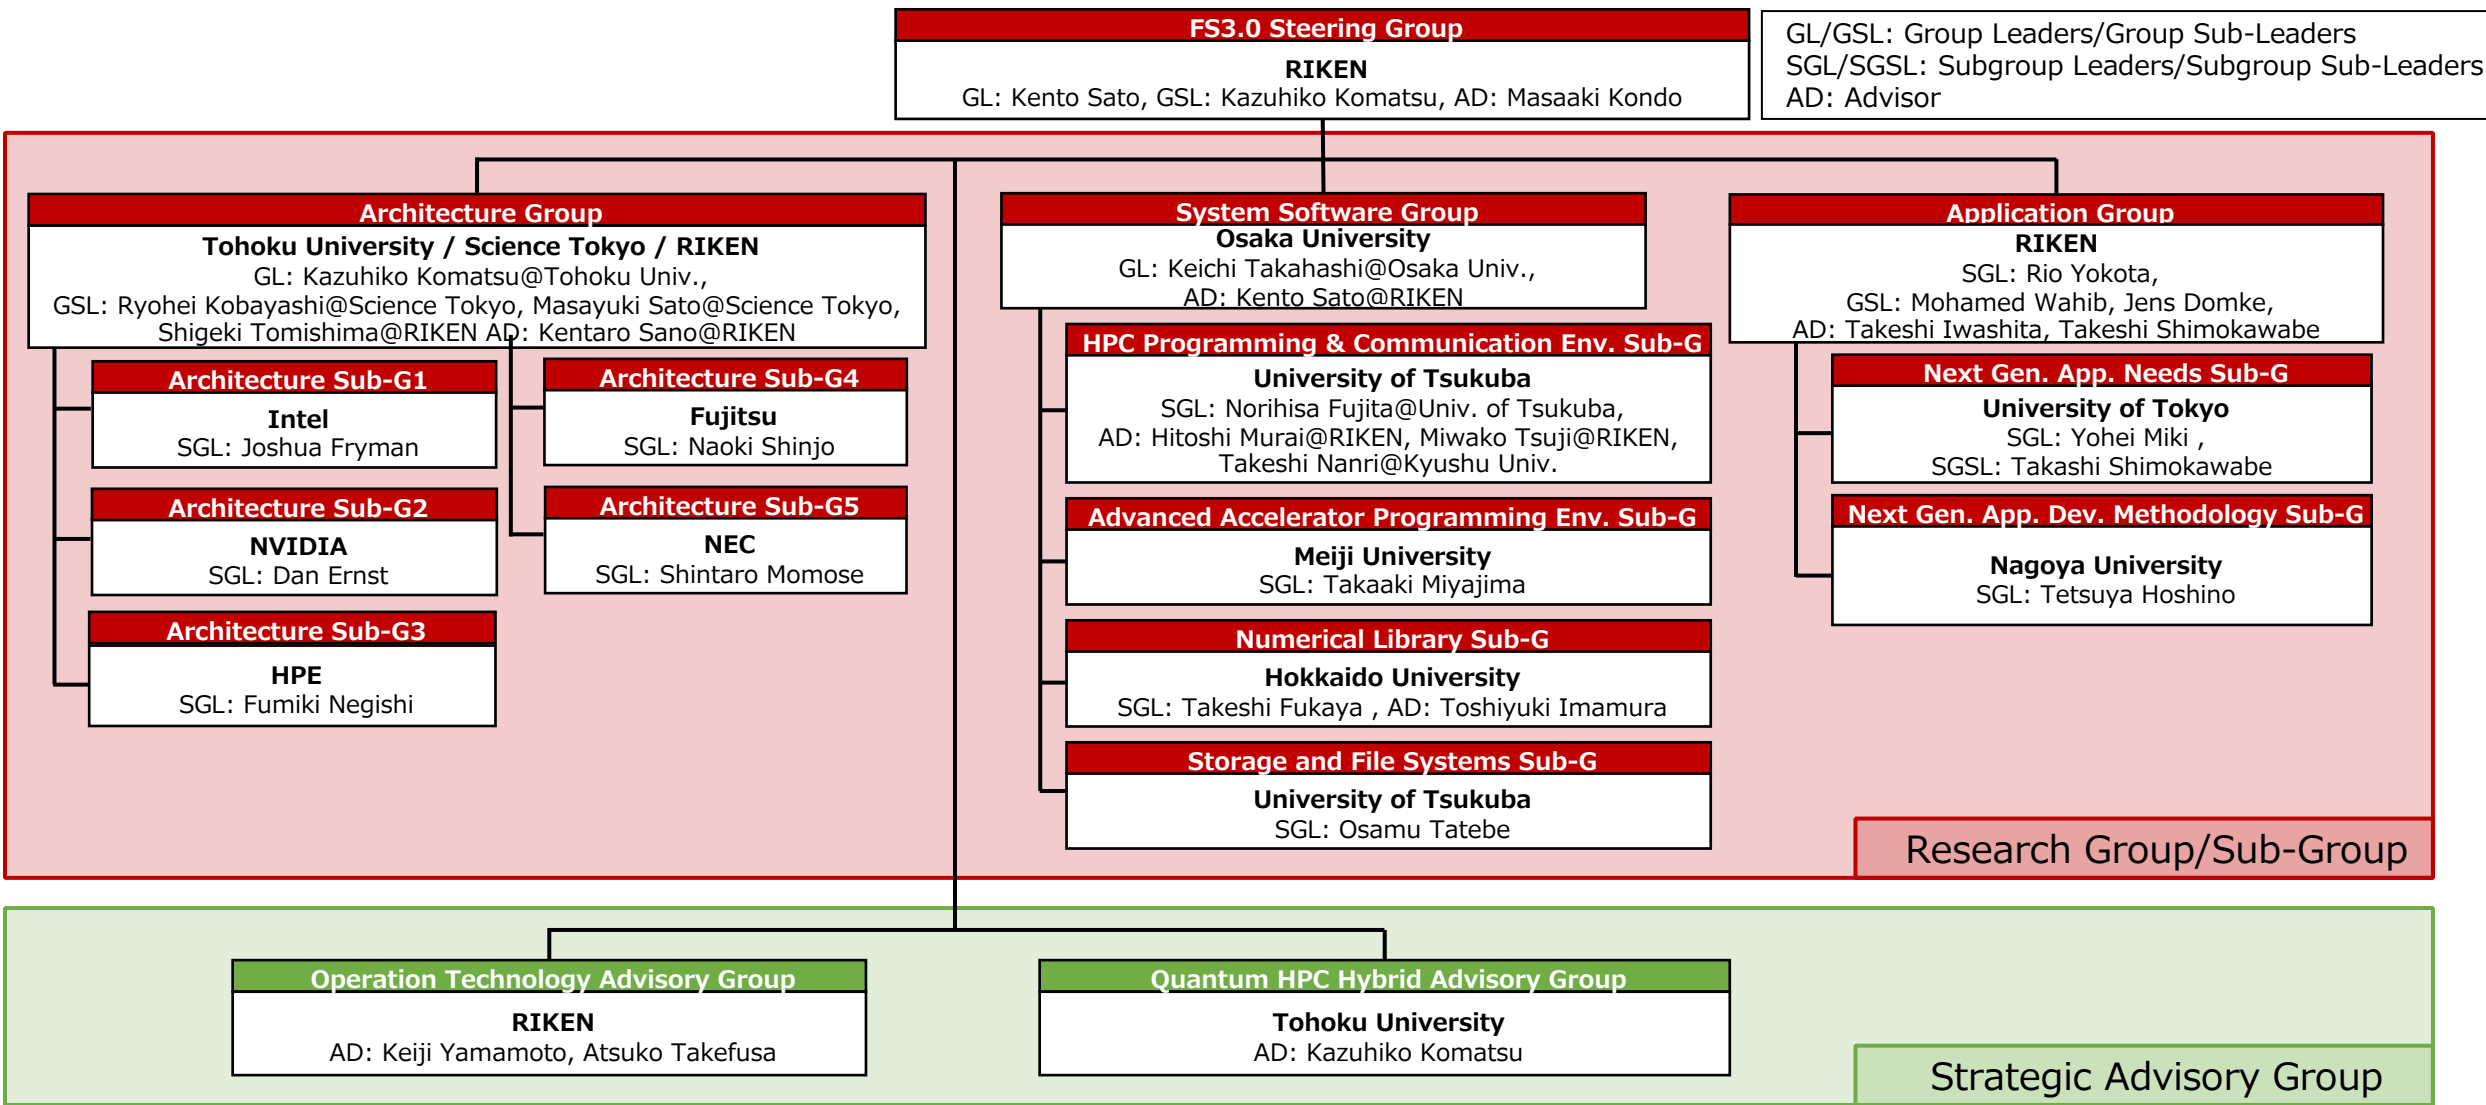 FS3.0 Steering Group
RIKEN
GL: Kento Sato, GSL: Kazuhiko Komatsu, AD: Masaaki Kondo
GL/GSL: Group Leaders/Group Sub-Leaders
SGL/SGSL: Subgroup Leaders/Subgroup Sub-Leaders
AD: Advisor
Architecture Group
Tohoku University / Science Tokyo / RIKEN
GL: Kazuhiko Komatsu@Tohoku Univ.,
GSL: Ryohei Kobayashi@Science Tokyo, Masayuki Sato@Science Tokyo,
Shigeki Tomishima@RIKEN AD: Kentaro Sano@RIKEN
Architecture Sub-G1
Intel
SGL: Joshua Fryman
Architecture Sub-G2
NVIDIA
SGL: Dan Ernst
Architecture Sub-G3
HPE
SGL: Fumiki Negishi
Architecture Sub-G4
Fujitsu
SGL: Naoki Shinjo
Architecture Sub-G5
NEC
SGL: Shintaro Momose
System Software Group
Osaka University
GL: Keichi Takahashi@Osaka Univ.,
AD: Kento Sato@RIKEN
HPC Programming & Communication Env. Sub-G
University of Tsukuba
SGL: Norihisa Fujita@Univ. of Tsukuba,
AD: Hitoshi Murai@RIKEN, Miwako Tsuji@RIKEN,
Takeshi Nanri@Kyushu Univ.
Advanced Accelerator Programming Env. Sub-G
Meiji University
SGL: Takaaki Miyajima
Numerical Library Sub-G
Hokkaido University
SGL: Takeshi Fukaya , AD: Toshiyuki Imamura
Storage and File Systems Sub-G
University of Tsukuba
SGL: Osamu Tatebe
Application Group
RIKEN
SGL: Rio Yokota,
GSL: Mohamed Wahib, Jens Domke,
AD: Takeshi Iwashita, Takeshi Shimokawabe
Next Gen. App. Needs Sub-G
University of Tokyo
SGL: Yohei Miki ,
SGSL: Takashi Shimokawabe
Next Gen. App. Dev. Methodology Sub-G
Nagoya University
SGL: Tetsuya Hoshino
Research Group/Sub-Group
Operation Technology Advisory Group
RIKEN
AD: Keiji Yamamoto, Atsuko Takefusa
Quantum HPC Hybrid Advisory Group
Tohoku University
AD: Kazuhiko Komatsu
Strategic Advisory Group